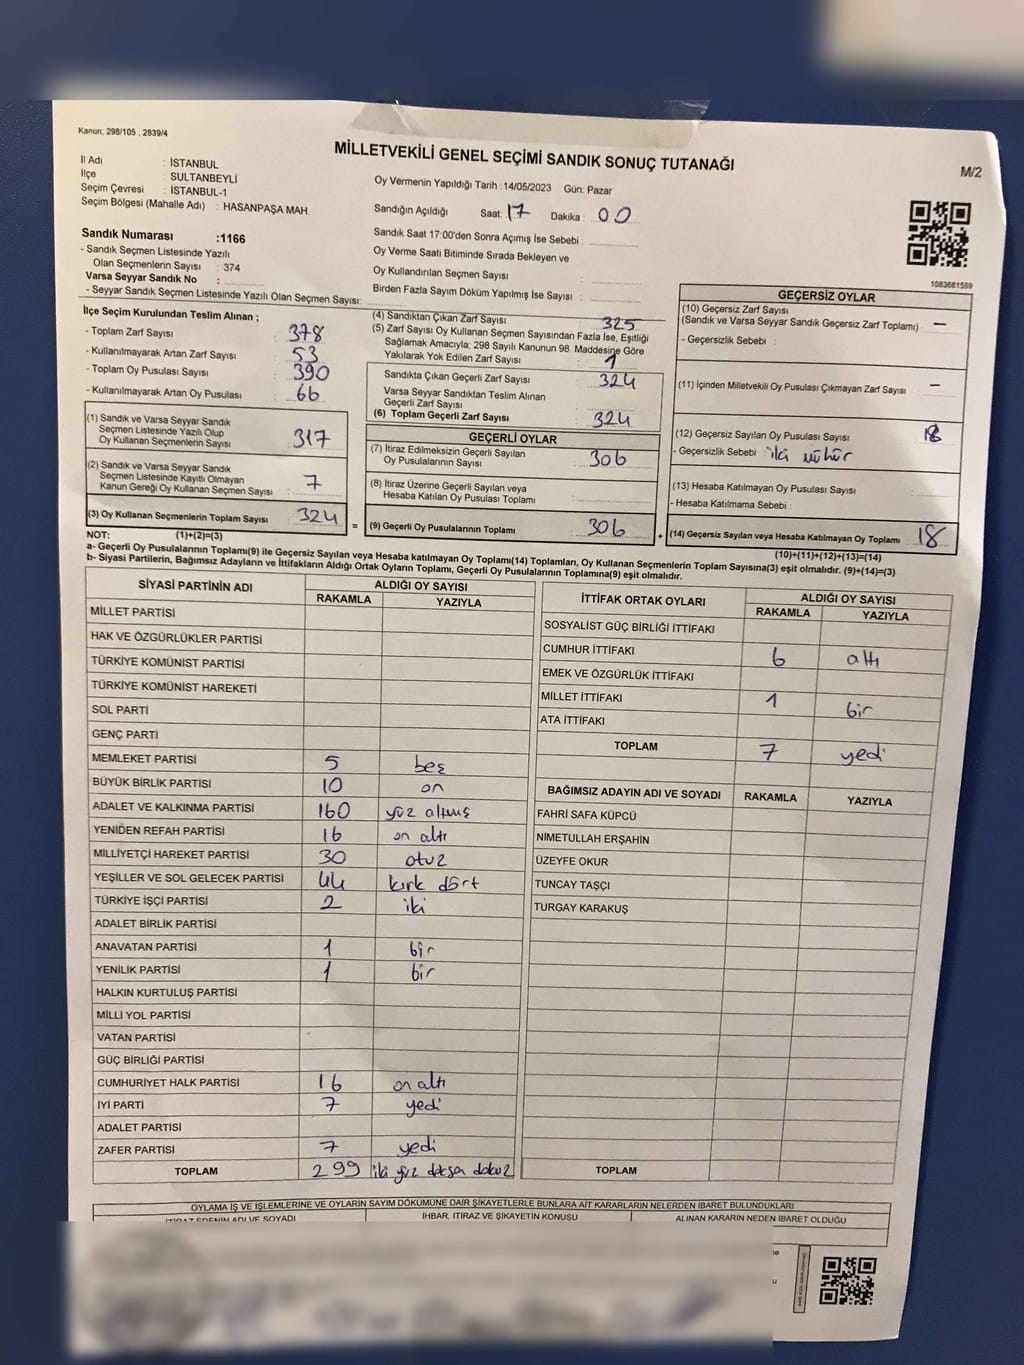 Kanun, 298/105 , 2839/4
MİLLETVEKİLİ GENEL SEÇİMİ SANDIK SONUÇ TUTANAĞI
M/2
İl Adı : İSTANBUL
İlçe : SULTANBEYLİ
Seçim Çevresi : İSTANBUL-1
Seçim Bölgesi (Mahalle Adı) : HASANPAŞA MAH.
Oy Vermenin Yapıldığı Tarih : 14/05/2023 Gün: Pazar
Sandığın Açıldığı Saat: 17 Dakika : 00
Sandık Saat 17:00'den Sonra Açılmış İse Sebebi :
Oy Verme Saati Bitiminde Sırada Bekleyen ve
Oy Kullandırılan Seçmen Sayısı :
Birden Fazla Sayım Döküm Yapılmış İse Sayısı :
1083681559
Sandık Numarası :1166
- Sandık Seçmen Listesinde Yazılı
Olan Seçmenlerin Sayısı : 374
Varsa Seyyar Sandık No :
- Seyyar Sandık Seçmen Listesinde Yazılı Olan Seçmen Sayısı:
İlçe Seçim Kurulundan Teslim Alınan ;
- Toplam Zarf Sayısı : 378
- Kullanılmayarak Artan Zarf Sayısı : 53
- Toplam Oy Pusulası Sayısı : 390
- Kullanılmayarak Artan Oy Pusulası : 66
(1) Sandık ve Varsa Seyyar Sandık
Seçmen Listesinde Yazılı Olup
Oy Kullanan Seçmenlerin Sayısı : 317
(2) Sandık ve Varsa Seyyar Sandık
Seçmen Listesinde Kayıtlı Olmayan
Kanun Gereği Oy Kullanan Seçmen Sayısı : 7
(3) Oy Kullanan Seçmenlerin Toplam Sayısı : 324
(1)+(2)=(3)
(4) Sandıktan Çıkan Zarf Sayısı : 325
(5) Zarf Sayısı Oy Kullanan Seçmen Sayısından Fazla İse, Eşitliği
Sağlamak Amacıyla; 298 Sayılı Kanunun 98. Maddesine Göre
Yakılarak Yok Edilen Zarf Sayısı : 1
Sandıkta Çıkan Geçerli Zarf Sayısı : 324
Varsa Seyyar Sandıktan Teslim Alınan
Geçerli Zarf Sayısı :
(6) Toplam Geçerli Zarf Sayısı : 324
GEÇERLİ OYLAR
(7) İtiraz Edilmeksizin Geçerli Sayılan
Oy Pusulalarının Sayısı : 306
(8) İtiraz Üzerine Geçerli Sayılan veya
Hesaba Katılan Oy Pusulası Toplamı :
= (9) Geçerli Oy Pusulalarının Toplamı : 306
GEÇERSİZ OYLAR
(10) Geçersiz Zarf Sayısı
(Sandık ve Varsa Seyyar Sandık Geçersiz Zarf Toplamı) : —
- Geçersizlik Sebebi :
(11) İçinden Milletvekili Oy Pusulası Çıkmayan Zarf Sayısı : —
(12) Geçersiz Sayılan Oy Pusulası Sayısı : 18
- Geçersizlik Sebebi : iki mühür
(13) Hesaba Katılmayan Oy Pusulası Sayısı :
- Hesaba Katılmama Sebebi :
+ (14) Geçersiz Sayılan veya Hesaba Katılmayan Oy Toplamı : 18
(10)+(11)+(12)+(13)=(14)
NOT:
a- Geçerli Oy Pusulalarının Toplamı(9) ile Geçersiz Sayılan veya Hesaba katılmayan Oy Toplamı(14) Toplamları, Oy Kullanan Seçmenlerin Toplam Sayısına(3) eşit olmalıdır. (9)+(14)=(3)
b- Siyasi Partilerin, Bağımsız Adayların ve İttifakların Aldığı Ortak Oyların Toplamı, Geçerli Oy Pusulalarının Toplamına(9) eşit olmalıdır.
SİYASİ PARTİNİN ADI ALDIĞI OY SAYISI
RAKAMLA YAZIYLA
MİLLET PARTİSİ
HAK VE ÖZGÜRLÜKLER PARTİSİ
TÜRKİYE KOMÜNİST PARTİSİ
TÜRKİYE KOMÜNİST HAREKETİ
SOL PARTİ
GENÇ PARTİ
MEMLEKET PARTİSİ 5 beş
BÜYÜK BİRLİK PARTİSİ 10 on
ADALET VE KALKINMA PARTİSİ 160 yüz altmış
YENİDEN REFAH PARTİSİ 16 on altı
MİLLİYETÇİ HAREKET PARTİSİ 30 otuz
YEŞİLLER VE SOL GELECEK PARTİSİ 44 kırk dört
TÜRKİYE İŞÇİ PARTİSİ 2 iki
ADALET BİRLİK PARTİSİ
ANAVATAN PARTİSİ 1 bir
YENİLİK PARTİSİ 1 bir
HALKIN KURTULUŞ PARTİSİ
MİLLİ YOL PARTİSİ
VATAN PARTİSİ
GÜÇ BİRLİĞİ PARTİSİ
CUMHURİYET HALK PARTİSİ 16 on altı
İYİ PARTİ 7 yedi
ADALET PARTİSİ
ZAFER PARTİSİ 7 yedi
TOPLAM 299 iki yüz doksan dokuz
İTTİFAK ORTAK OYLARI ALDIĞI OY SAYISI
RAKAMLA YAZIYLA
SOSYALİST GÜÇ BİRLİĞİ İTTİFAKI
CUMHUR İTTİFAKI 6 altı
EMEK VE ÖZGÜRLÜK İTTİFAKI
MİLLET İTTİFAKI 1 bir
ATA İTTİFAKI
TOPLAM 7 yedi
BAĞIMSIZ ADAYIN ADI VE SOYADI RAKAMLA YAZIYLA
FAHRİ SAFA KÜPCÜ
NİMETULLAH ERŞAHİN
ÜZEYFE OKUR
TUNCAY TAŞÇI
TURGAY KARAKUŞ
TOPLAM
OYLAMA İŞ VE İŞLEMLERİNE VE OYLARIN SAYIM DÖKÜMÜNE DAİR ŞİKAYETLERLE BUNLARA AİT KARARLARIN NELERDEN İBARET BULUNDUKLARI
İTİRAZ EDENİN ADI VE SOYADI İHBAR, İTİRAZ VE ŞİKAYETİN KONUSU ALINAN KARARIN NEDEN İBARET OLDUĞU